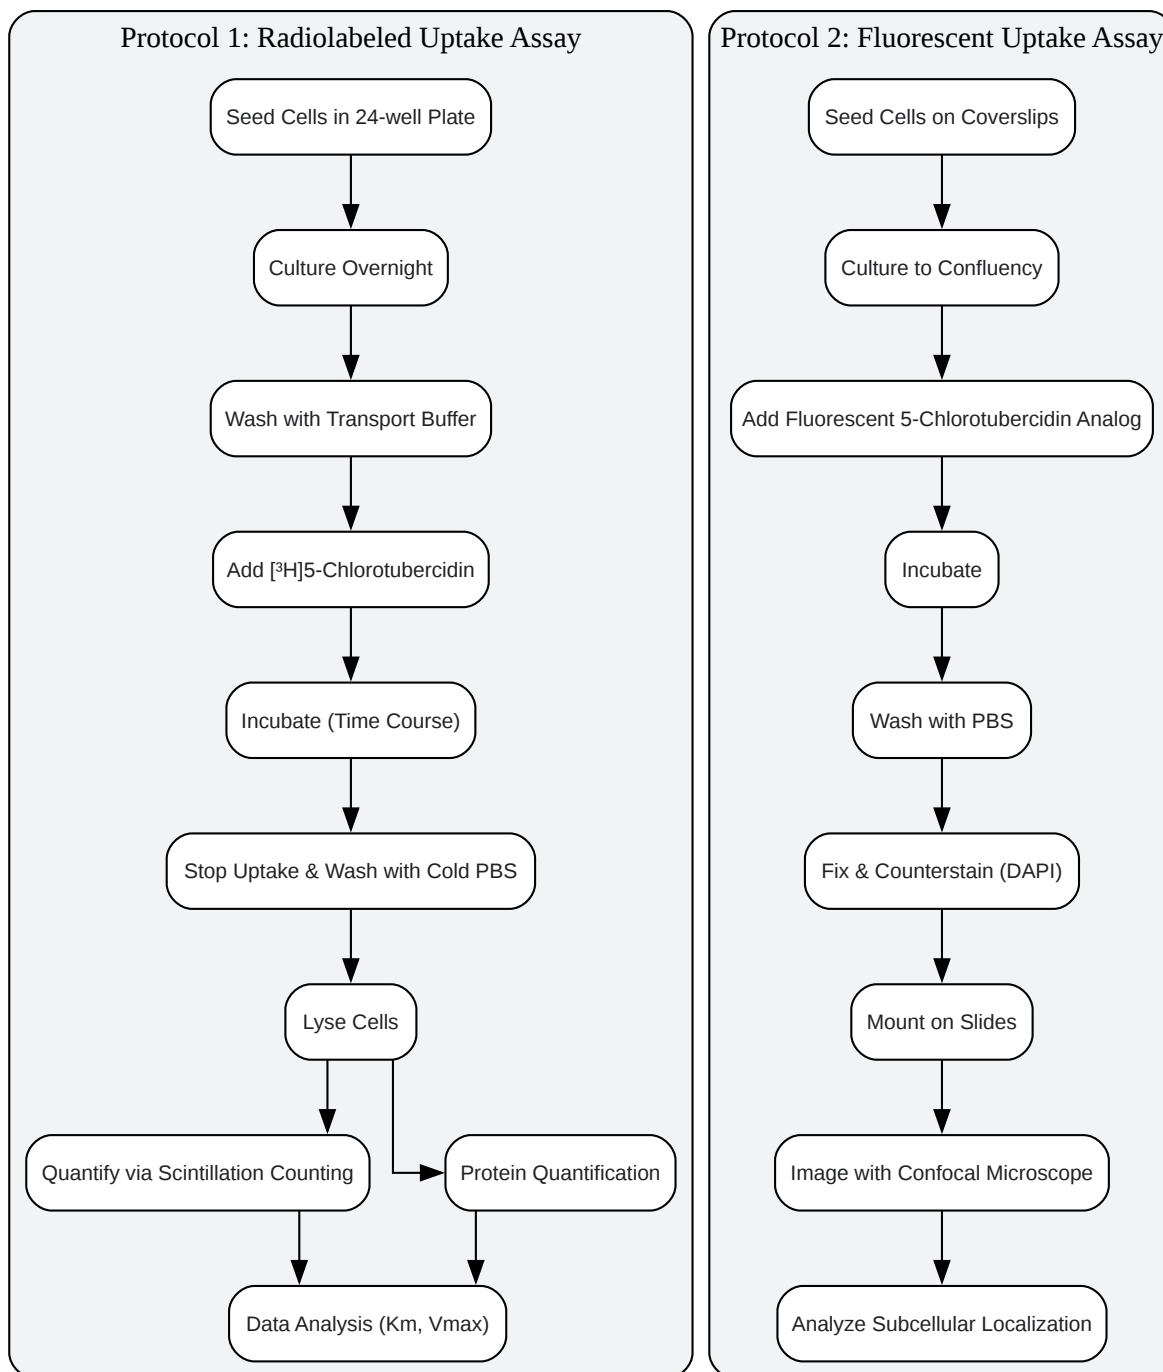 Protocol 1: Radiolabeled Uptake Assay
Seed Cells in 24-well Plate
Culture Overnight
Wash with Transport Buffer
Add [³H]5-Chlorotubercidin
Incubate (Time Course)
Stop Uptake & Wash with Cold PBS
Lyse Cells
Quantify via Scintillation Counting
Protein Quantification
Data Analysis (Km, Vmax)
Protocol 2: Fluorescent Uptake Assay
Seed Cells on Coverslips
Culture to Confluency
Add Fluorescent 5-Chlorotubercidin Analog
Incubate
Wash with PBS
Fix & Counterstain (DAPI)
Mount on Slides
Image with Confocal Microscope
Analyze Subcellular Localization